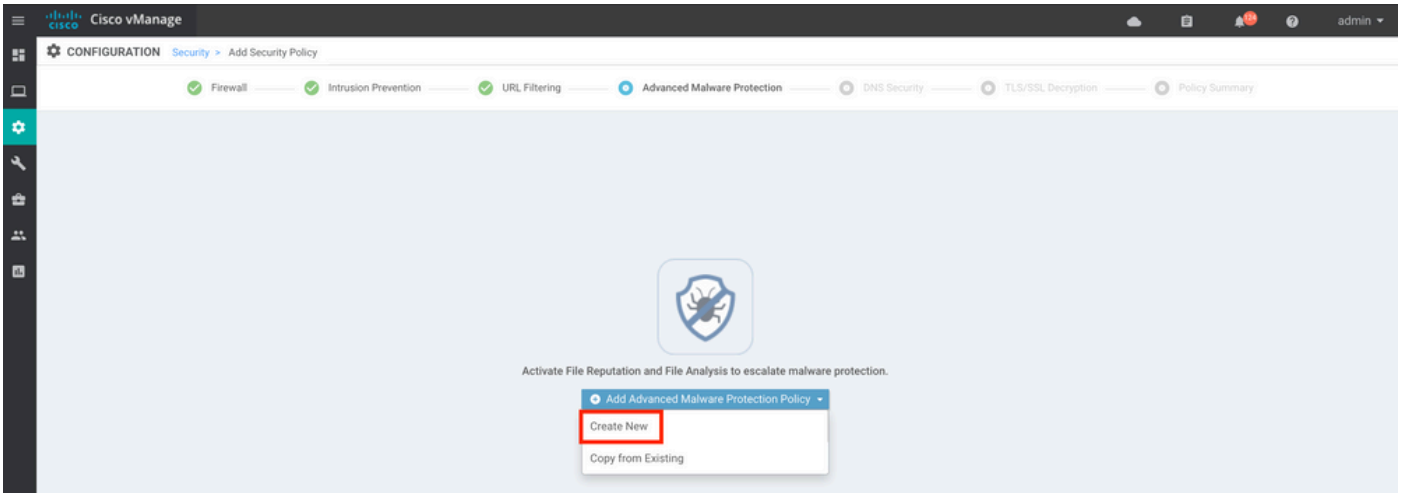 cisco Cisco vManage admin
CONFIGURATION Security > Add Security Policy
Firewall Intrusion Prevention URL Filtering Advanced Malware Protection DNS Security TLS/SSL Decryption Policy Summary
Activate File Reputation and File Analysis to escalate malware protection.
Add Advanced Malware Protection Policy
Create New
Copy from Existing